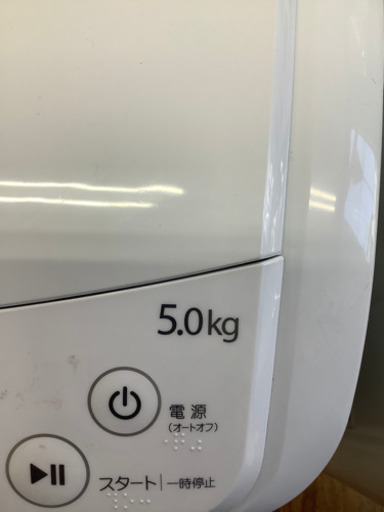 5.0kg
電源
(オートオフ)
スタート|一時停止